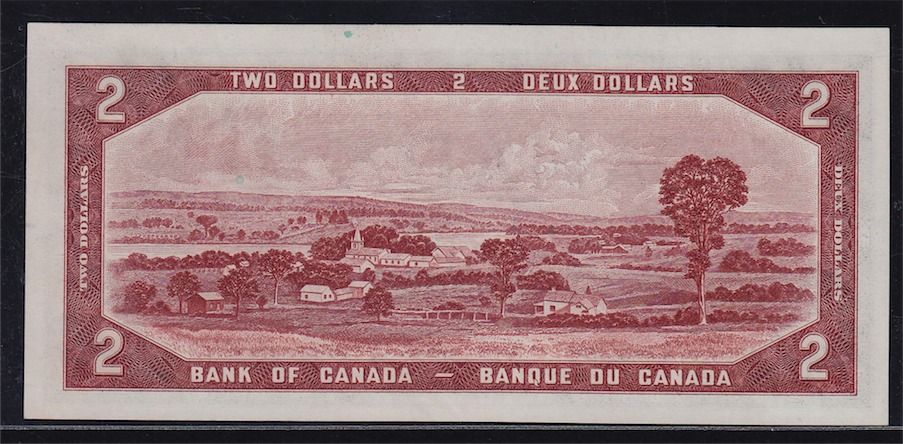 2 TWO DOLLARS 2 DEUX DOLLARS 2
TWO DOLLARS
DEUX DOLLARS
2 BANK OF CANADA — BANQUE DU CANADA 2